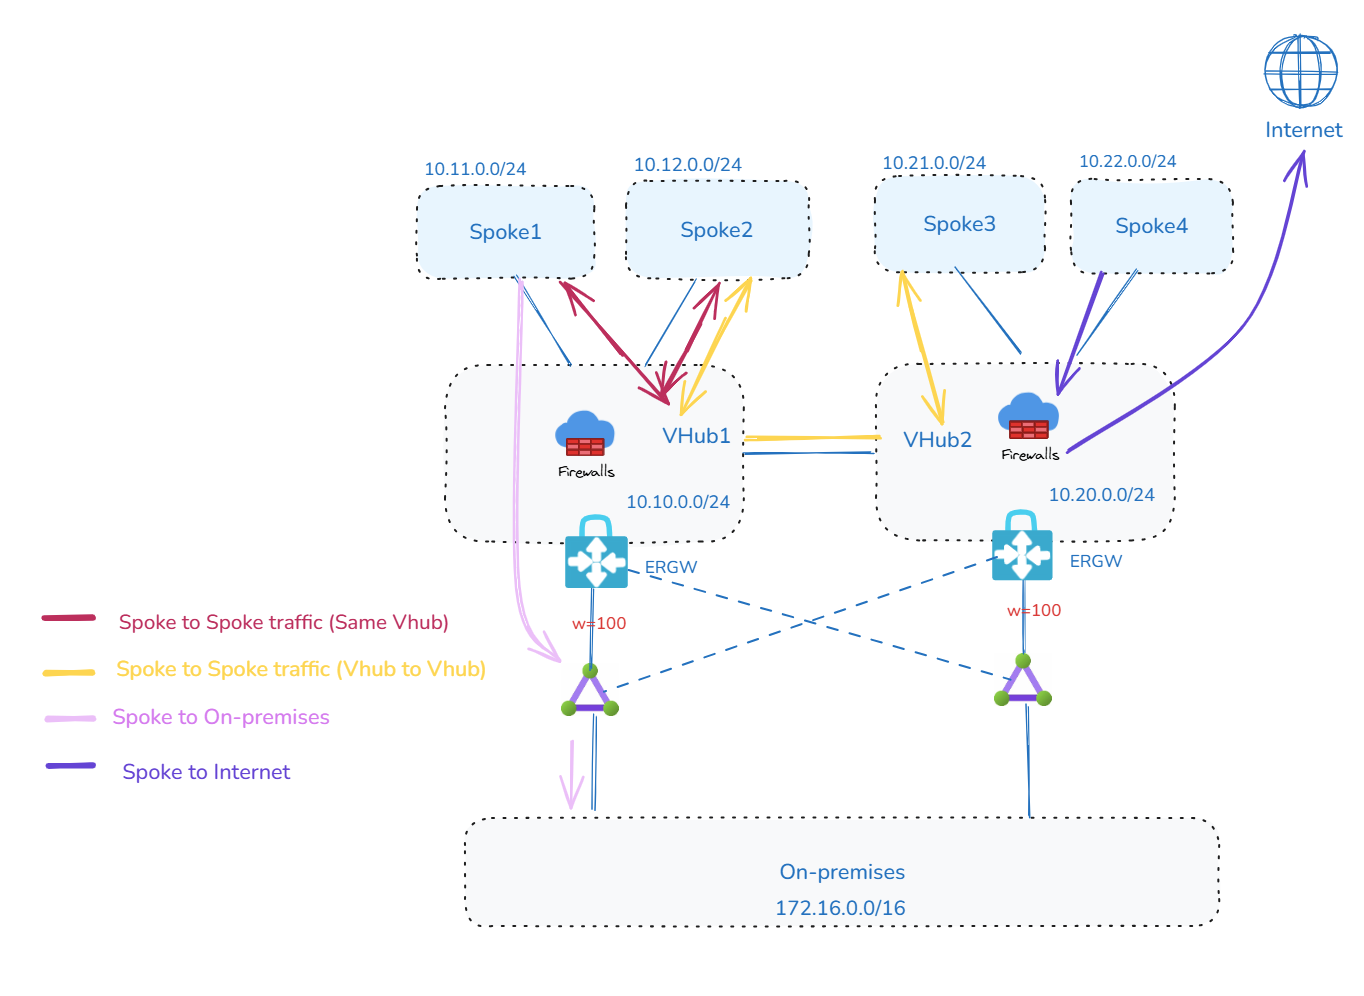 Internet
10.11.0.0/24
10.12.0.0/24
10.21.0.0/24
10.22.0.0/24
Spoke1
Spoke2
Spoke3
Spoke4
VHub1
VHub2
Firewalls
Firewalls
10.10.0.0/24
10.20.0.0/24
ERGW
ERGW
w=100
w=100
Spoke to Spoke traffic (Same Vhub)
Spoke to Spoke traffic (Vhub to Vhub)
Spoke to On-premises
Spoke to Internet
On-premises
172.16.0.0/16